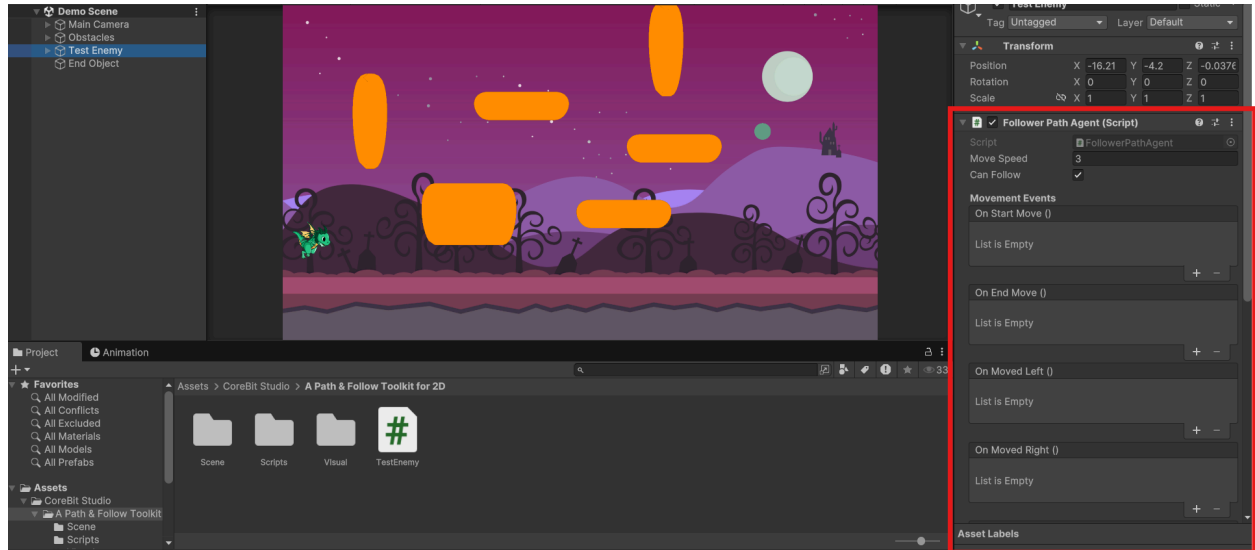 Demo Scene
Main Camera
Obstacles
Test Enemy
End Object
Test Enemy
Static
Tag Untagged Layer Default
Transform
Position X -16.21 Y -4.2 Z -0.0376
Rotation X 0 Y 0 Z 0
Scale X 1 Y 1 Z 1
# Follower Path Agent (Script)
Script FollowerPathAgent
Move Speed 3
Can Follow
Movement Events
On Start Move ()
List is Empty
+ −
On End Move ()
List is Empty
+ −
On Moved Left ()
List is Empty
+ −
On Moved Right ()
List is Empty
+ −
Asset Labels
Project Animation
+
33
Favorites
All Modified
All Conflicts
All Excluded
All Materials
All Models
All Prefabs
Assets
CoreBit Studio
A Path & Follow Toolkit
Scene
Scripts
Assets > CoreBit Studio > A Path & Follow Toolkit for 2D
#
Scene Scripts Visual TestEnemy